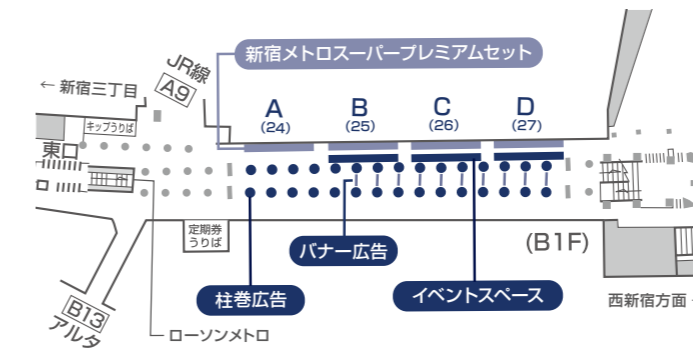 新宿メトロスーパープレミアムセット
JR線
A9
← 新宿三丁目
A
(24)
B
(25)
C
(26)
D
(27)
キップうりば
東口
定期券
うりば
バナー広告
(B1F)
柱巻広告
イベントスペース
西新宿方面
B13
アルタ
ローソンメトロ